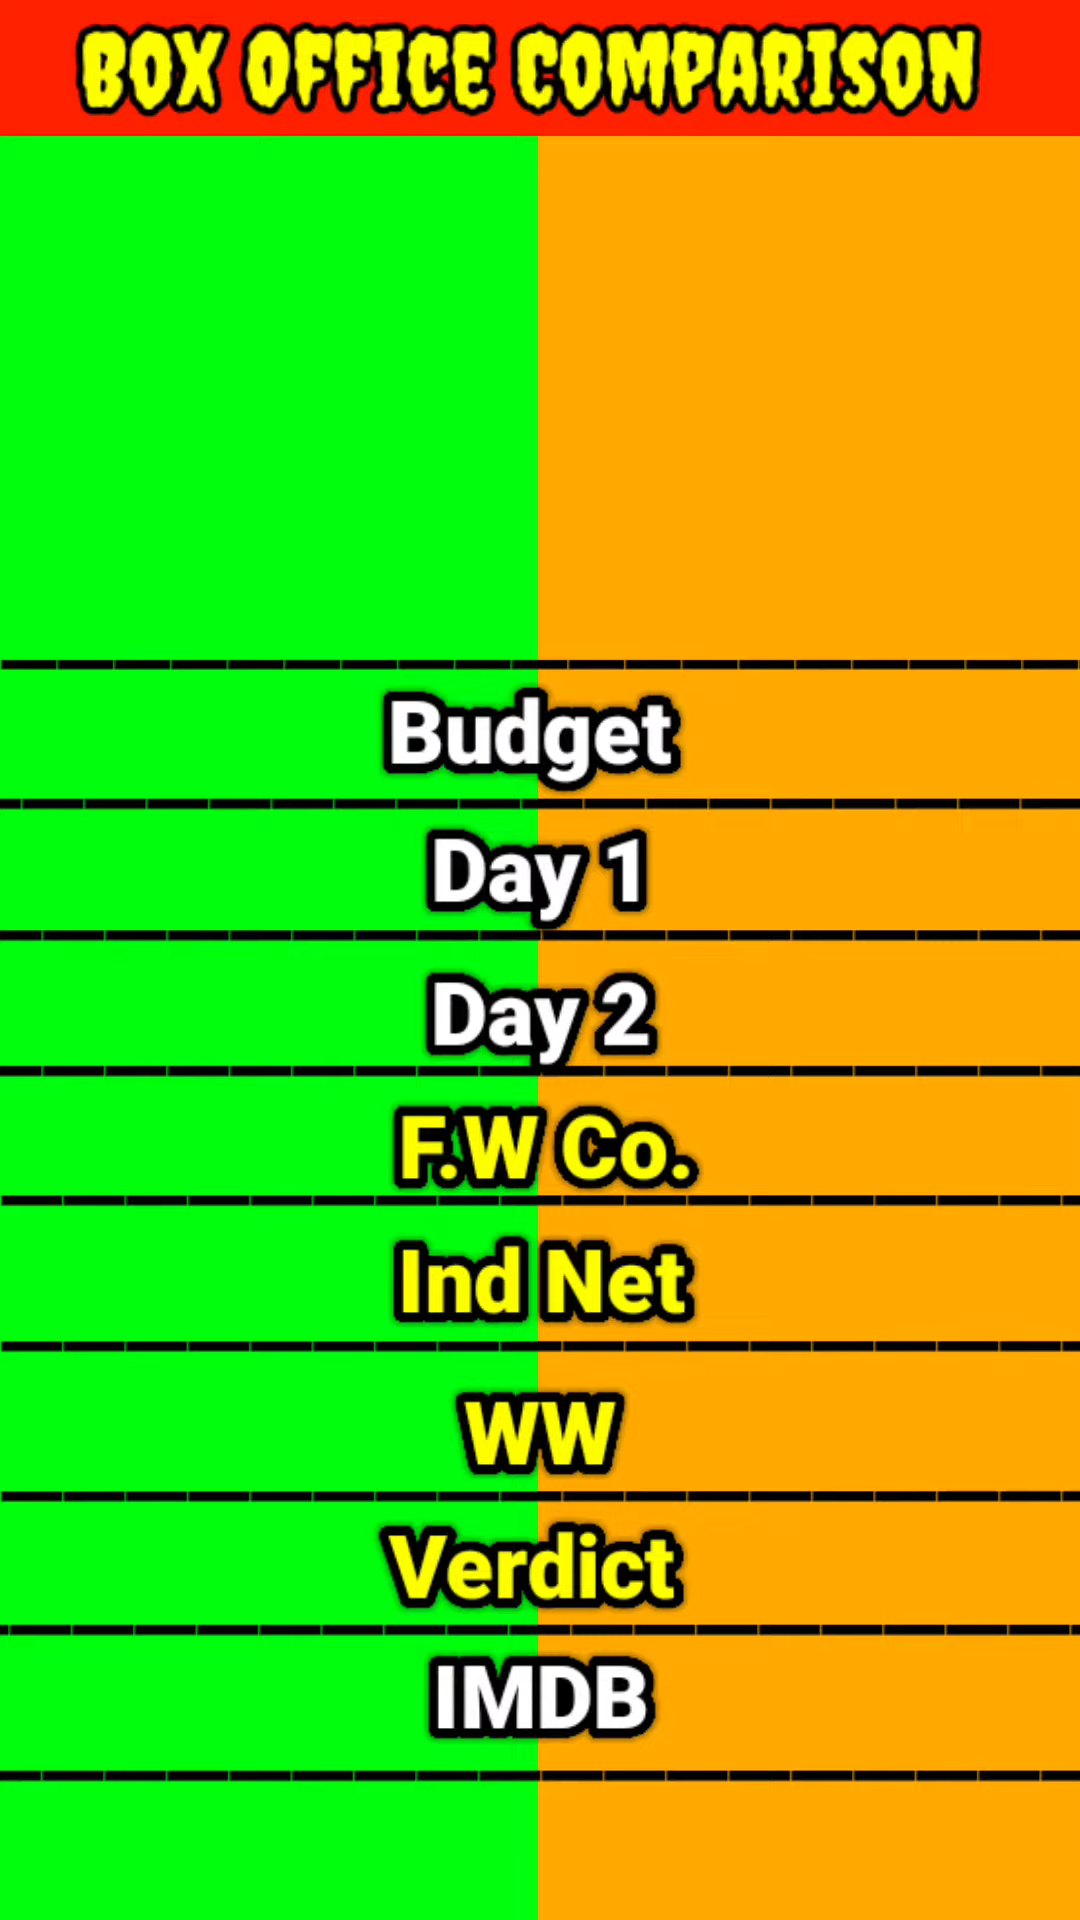 BOX OFFICE COMPARISON
Budget
Day 1
Day 2
F.W Co.
Ind Net
WW
Verdict
IMDB